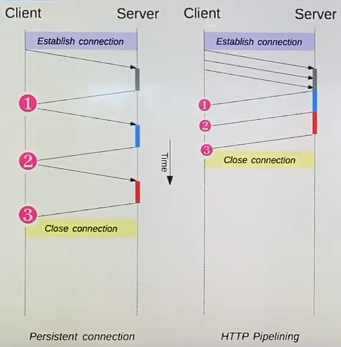 Client Server Client Server
Establish connection Establish connection
1
2
3
Close connection
Time
1
2
3
Close connection
Persistent connection HTTP Pipelining